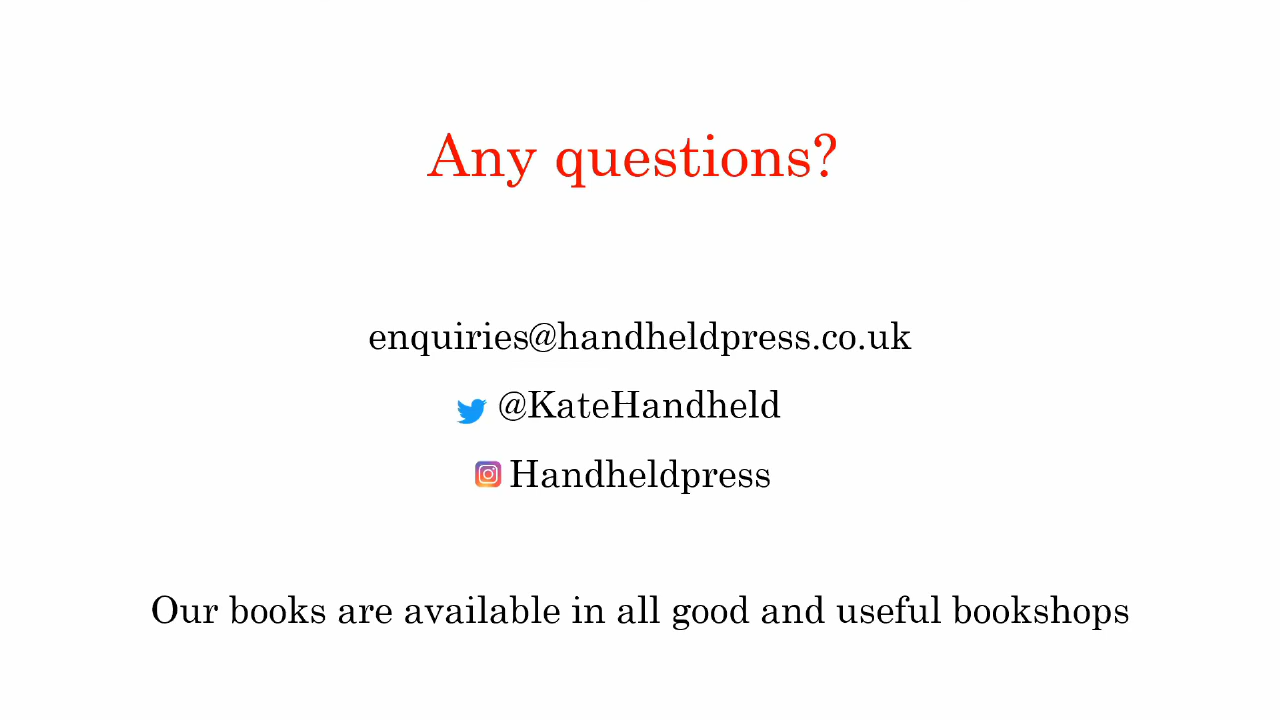 Any questions?
enquiries@handheldpress.co.uk
@KateHandheld
Handheldpress
Our books are available in all good and useful bookshops